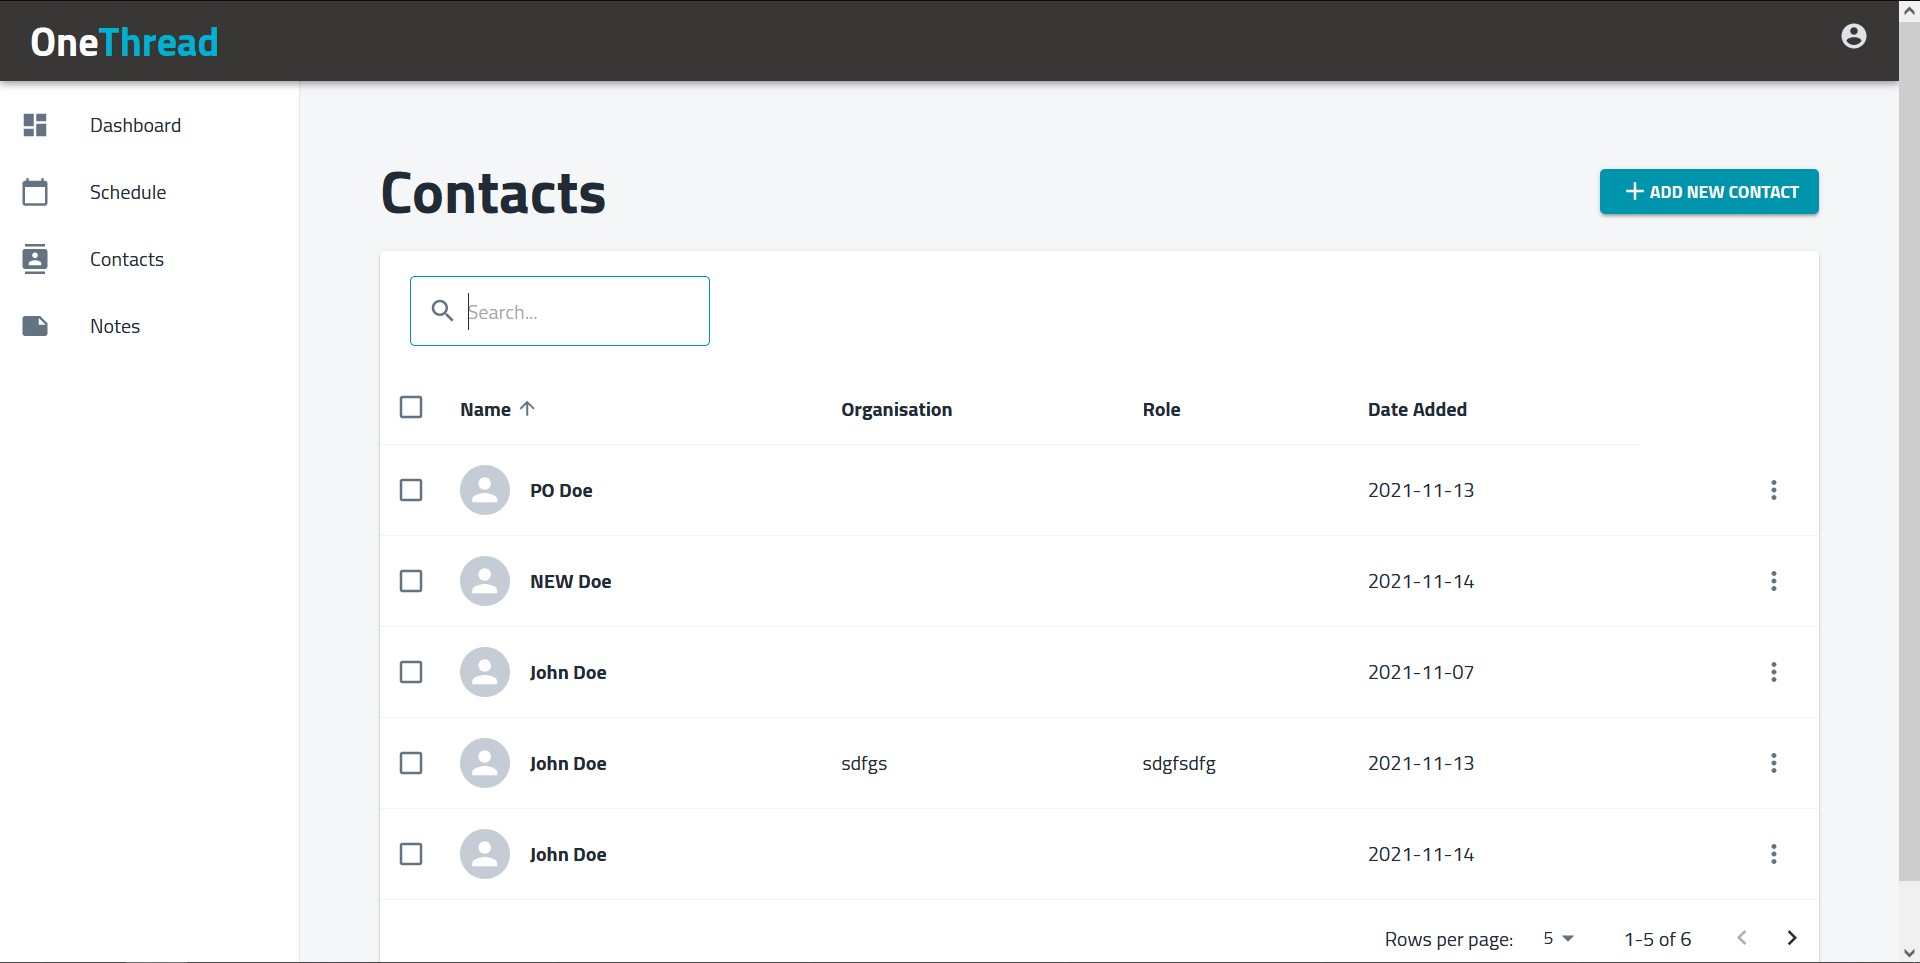 OneThread
Dashboard
Schedule
Contacts
Notes
Contacts
ADD NEW CONTACT
Search...
Name Organisation Role Date Added
PO Doe 2021-11-13
NEW Doe 2021-11-14
John Doe 2021-11-07
John Doe sdfgs sdgfsdfg 2021-11-13
John Doe 2021-11-14
Rows per page: 5 1-5 of 6